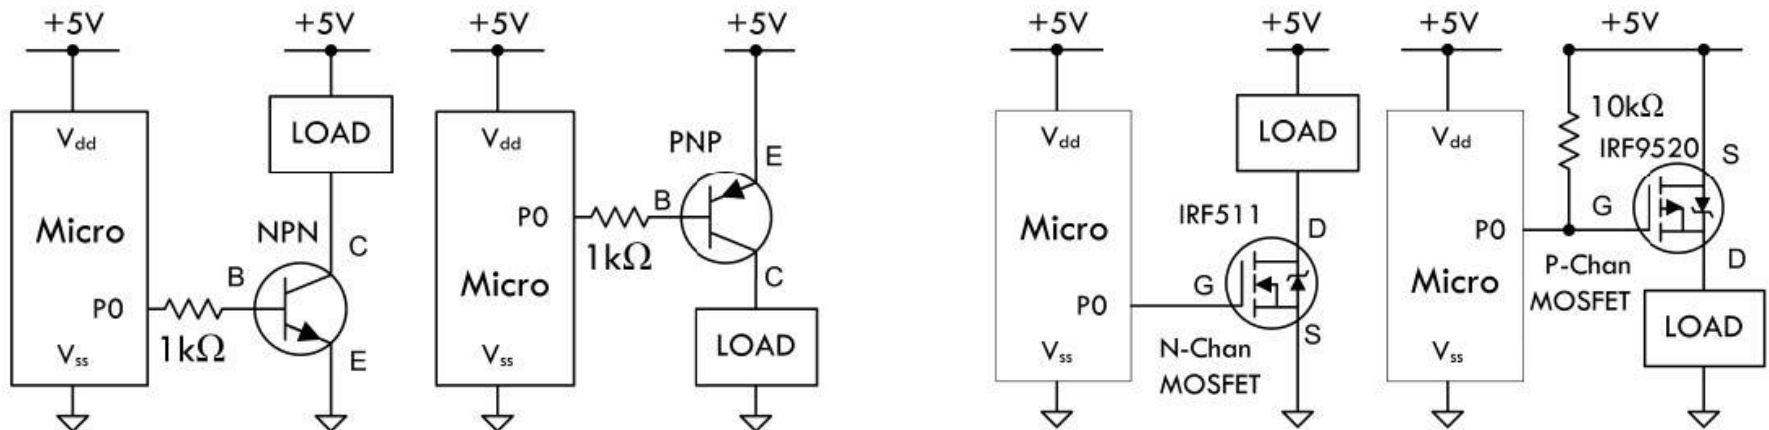 +5V
+5V
V_dd
LOAD
Micro
NPN
C
B
P0
1kΩ
E
V_ss
+5V
+5V
V_dd
PNP
E
B
P0
1kΩ
Micro
C
V_ss
LOAD
+5V
+5V
V_dd
LOAD
Micro
IRF511
D
G
P0
S
V_ss
N-Chan
MOSFET
+5V
+5V
V_dd
10kΩ
IRF9520
S
G
P0
D
Micro
P-Chan
MOSFET
V_ss
LOAD